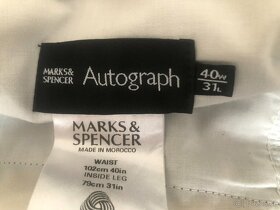 MARKS &
SPENCER
Autograph
40W
31L
MARKS &
SPENCER
MADE IN MOROCCO
WAIST
102cm 40in
INSIDE LEG
79cm 31in